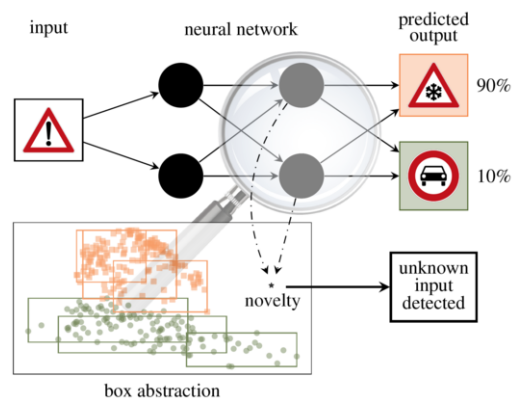 input
neural network
predicted
output
!
90%
10%
*
novelty
unknown
input
detected
box abstraction